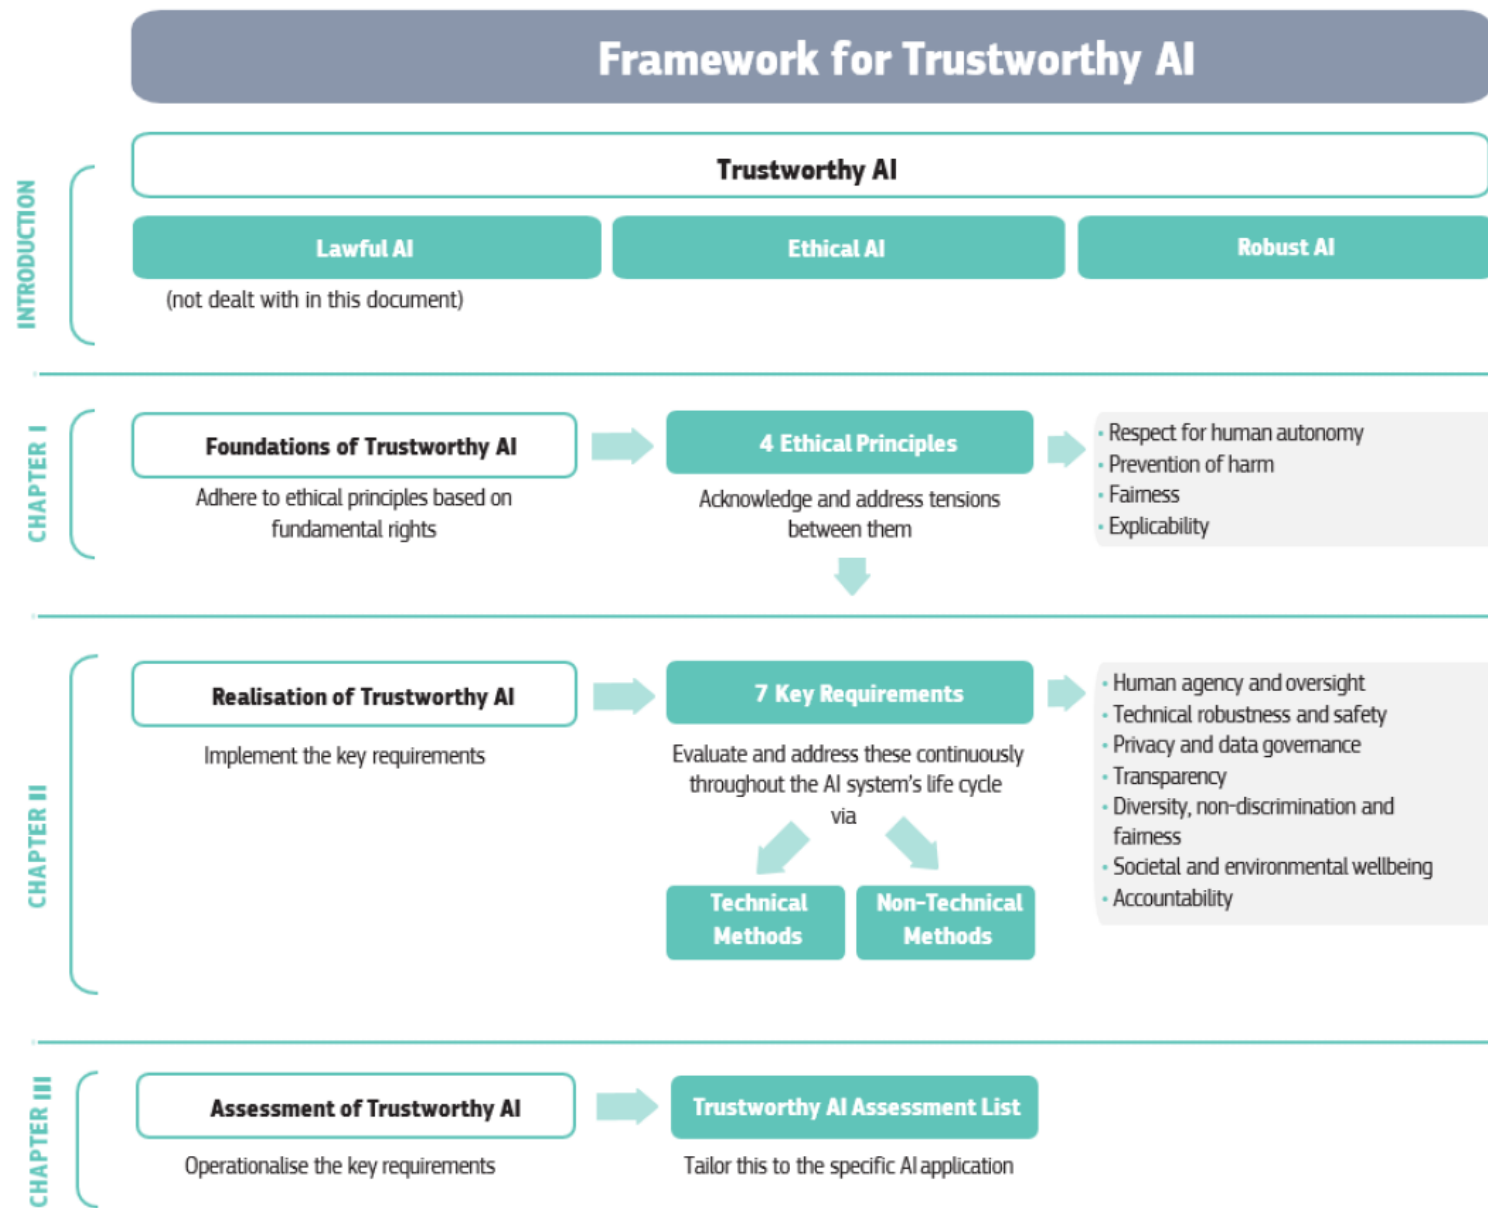 Framework for Trustworthy AI
INTRODUCTION
Trustworthy AI
Lawful AI
Ethical AI
Robust AI
(not dealt with in this document)
CHAPTER I
Foundations of Trustworthy AI
Adhere to ethical principles based on
fundamental rights
4 Ethical Principles
Acknowledge and address tensions
between them
· Respect for human autonomy
· Prevention of harm
· Fairness
· Explicability
CHAPTER II
Realisation of Trustworthy AI
Implement the key requirements
7 Key Requirements
Evaluate and address these continuously
throughout the AI system's life cycle
via
Technical
Methods
Non-Technical
Methods
· Human agency and oversight
· Technical robustness and safety
· Privacy and data governance
· Transparency
· Diversity, non-discrimination and
fairness
· Societal and environmental wellbeing
· Accountability
CHAPTER III
Assessment of Trustworthy AI
Operationalise the key requirements
Trustworthy AI Assessment List
Tailor this to the specific AI application